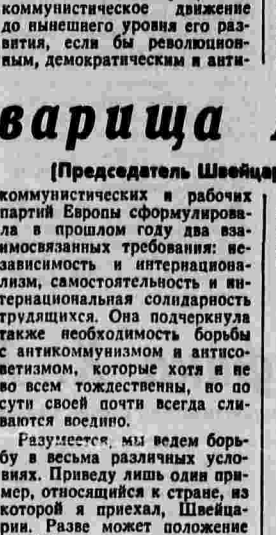 коммунистическое движение
до нынешнего уровня его раз-
вития, если бы революцион-
ным, демократическим и анти-
варища
(Председатель Швейцар
коммунистических и рабочих
партий Европы сформулирова-
ла в прошлом году два вза-
имосвязанных требования: не-
зависимость и интернациона-
лизм, самостоятельность и ин-
тернациональная солидарность
трудящихся. Она подчеркнула
также необходимость борьбы
с антикоммунизмом и антисо-
ветизмом, которые хотя и не
во всем тождественны, но по
сути своей почти всегда сли-
ваются воедино.
Разумеется, мы ведем борь-
бу в весьма различных усло-
виях. Приведу лишь один при-
мер, относящийся к стране, из
которой я приехал, Швейца-
рии. Разве может положение